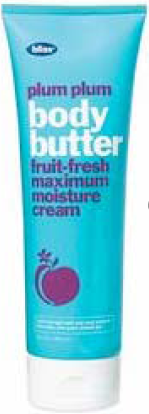 bliss
plum plum
body
butter
fruit-fresh
maximum
moisture
cream